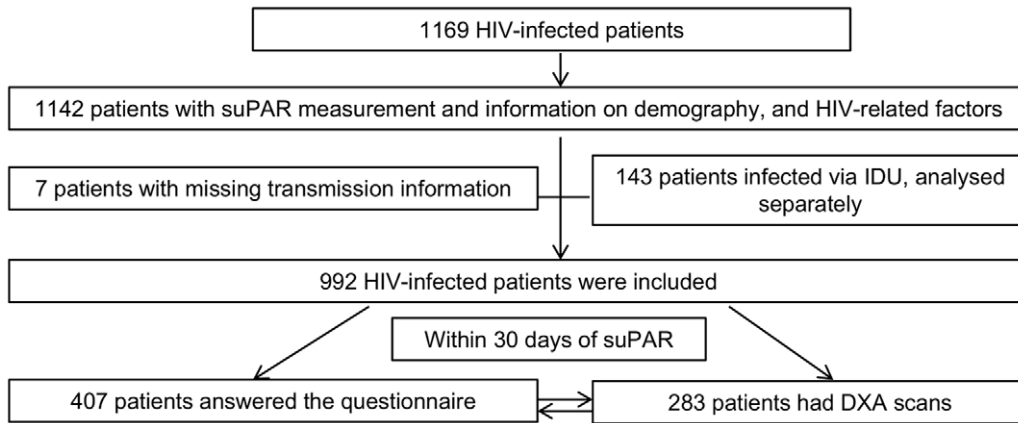 1169 HIV-infected patients
1142 patients with suPAR measurement and information on demography, and HIV-related factors
7 patients with missing transmission information
143 patients infected via IDU, analysed
separately
992 HIV-infected patients were included
Within 30 days of suPAR
407 patients answered the questionnaire
283 patients had DXA scans